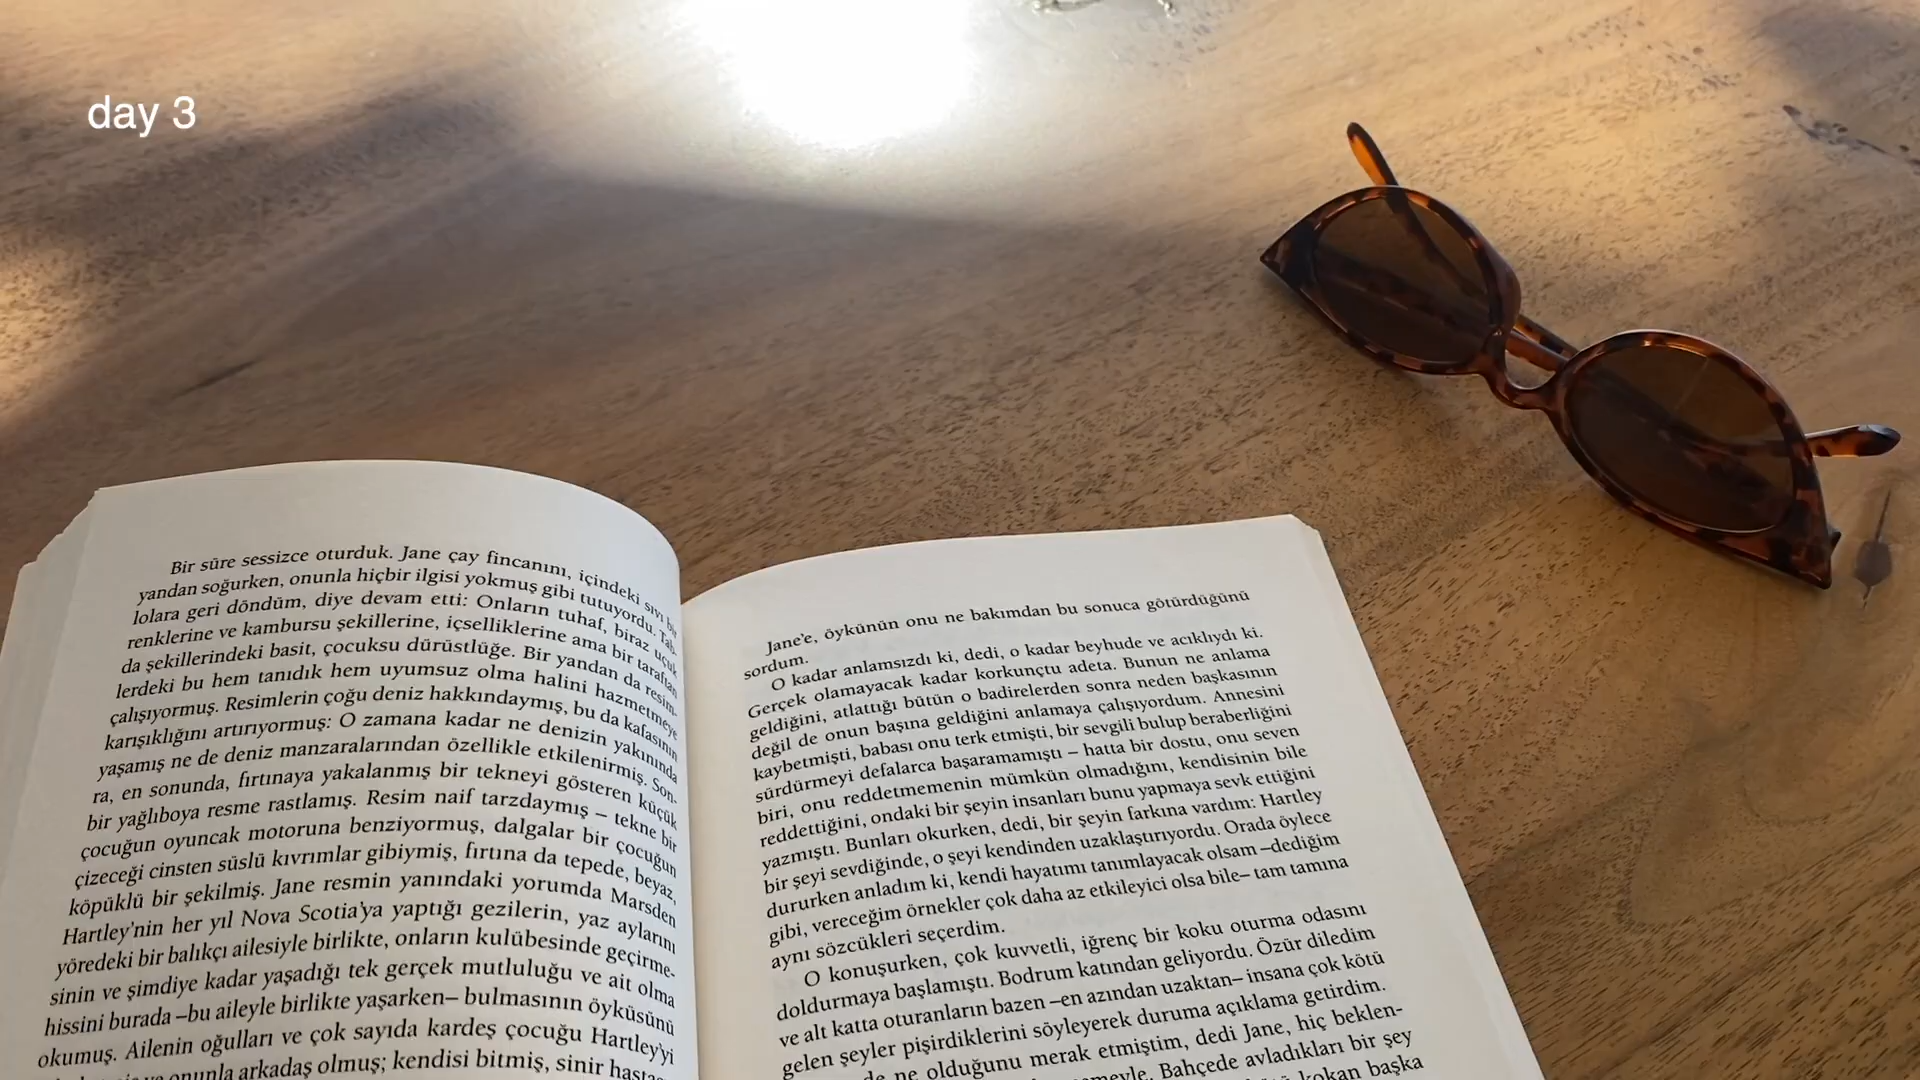 day 3
Bir süre sessizce oturduk. Jane çay fincanını, içindeki sıvı bir
yandan soğurken, onunla hiçbir ilgisi yokmuş gibi tutuyordu. Tab-
lolara geri döndüm, diye devam etti: Onların tuhaf, biraz uçuk
renklerine ve kambursu şekillerine, içselliklerine ama bir taraftan
da şekillerindeki basit, çocuksu dürüstlüğe. Bir yandan da resim-
lerdeki bu hem tanıdık hem uyumsuz olma halini hazmetmeye
çalışıyormuş. Resimlerin çoğu deniz hakkındaymış, bu da kafasının
karışıklığını artırıyormuş: O zamana kadar ne denizin yakınında
yaşamış ne de deniz manzaralarından özellikle etkilenirmiş. Son-
ra, en sonunda, fırtınaya yakalanmış bir tekneyi gösteren küçük
bir yağlıboya resme rastlamış. Resim naif tarzdaymış – tekne bir
çocuğun oyuncak motoruna benziyormuş, dalgalar bir çocuğun
çizeceği cinsten süslü kıvrımlar gibiymiş, fırtına da tepede, beyaz,
köpüklü bir şekilmiş. Jane resmin yanındaki yorumda Marsden
Hartley'nin her yıl Nova Scotia'ya yaptığı gezilerin, yaz aylarını
yöredeki bir balıkçı ailesiyle birlikte, onların kulübesinde geçirme-
sinin ve şimdiye kadar yaşadığı tek gerçek mutluluğu ve ait olma
hissini burada –bu aileyle birlikte yaşarken– bulmasının öyküsünü
okumuş. Ailenin oğulları ve çok sayıda kardeş çocuğu Hartley'yi
onunla arkadaş olmuş; kendisi bitmiş, sinir
Jane'e, öykünün onu ne bakımdan bu sonuca götürdüğünü
sordum.
O kadar anlamsızdı ki, dedi, o kadar beyhude ve acıklıydı ki.
Gerçek olamayacak kadar korkunçtu adeta. Bunun ne anlama
geldiğini, atlattığı bütün o badirelerden sonra neden başkasının
değil de onun başına geldiğini anlamaya çalışıyordum. Annesini
kaybetmişti, babası onu terk etmişti, bir sevgili bulup beraberliğini
sürdürmeyi defalarca başaramamıştı – hatta bir dostu, onu seven
biri, onu reddetmemenin mümkün olmadığını, kendisinin bile
reddettiğini, ondaki bir şeyin insanları bunu yapmaya sevk ettiğini
yazmıştı. Bunları okurken, dedi, bir şeyin farkına vardım: Hartley
bir şeyi sevdiğinde, o şeyi kendinden uzaklaştırıyordu. Orada öylece
dururken anladım ki, kendi hayatımı tanımlayacak olsam –dediğim
gibi, vereceğim örnekler çok daha az etkileyici olsa bile– tam tamına
aynı sözcükleri seçerdim.
O konuşurken, çok kuvvetli, iğrenç bir koku oturma odasını
doldurmaya başlamıştı. Bodrum katından geliyordu. Özür diledim
ve alt katta oturanların bazen –en azından uzaktan– insana çok kötü
gelen şeyler pişirdiklerini söyleyerek duruma açıklama getirdim.
de ne olduğunu merak etmiştim, dedi Jane, hiç beklen-
Bahçede avladıkları bir şey
kokan başka